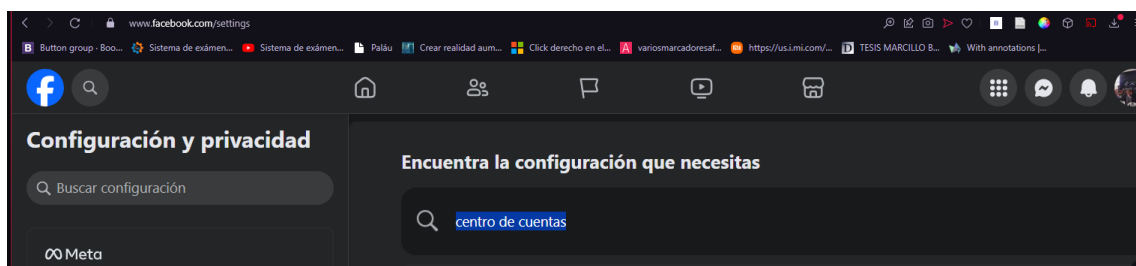 www.facebook.com/settings
B Button group - Boo... Sistema de exámen... Sistema de exámen... Paláu Crear realidad aum... Click derecho en el... variosmarcadoresaf... https://us.i.mi.com/... TESIS MARCILLO B... With annotations |...
Configuración y privacidad
Buscar configuración
Meta
Encuentra la configuración que necesitas
centro de cuentas